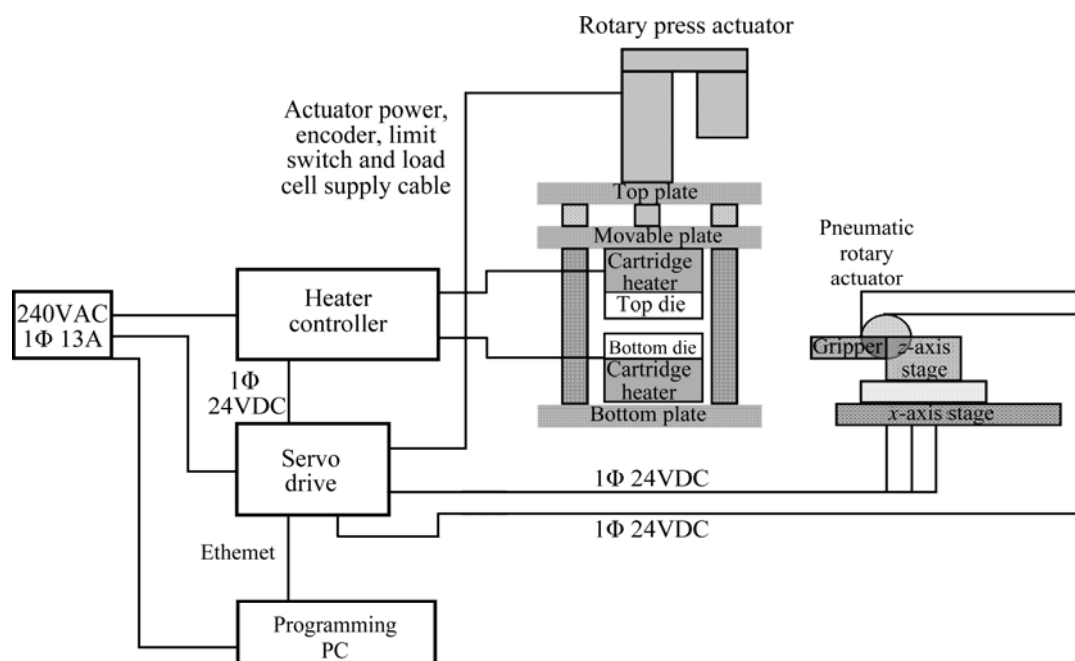 Rotary press actuator
Actuator power,
encoder, limit
switch and load
cell supply cable
Top plate
Movable plate
Pneumatic
rotary
actuator
Cartridge
heater
Top die
240VAC
1Φ 13A
Heater
controller
Bottom die
Cartridge
heater
Gripper
z-axis
stage
1Φ
24VDC
Bottom plate
x-axis stage
Servo
drive
1Φ 24VDC
1Φ 24VDC
Ethemet
Programming
PC